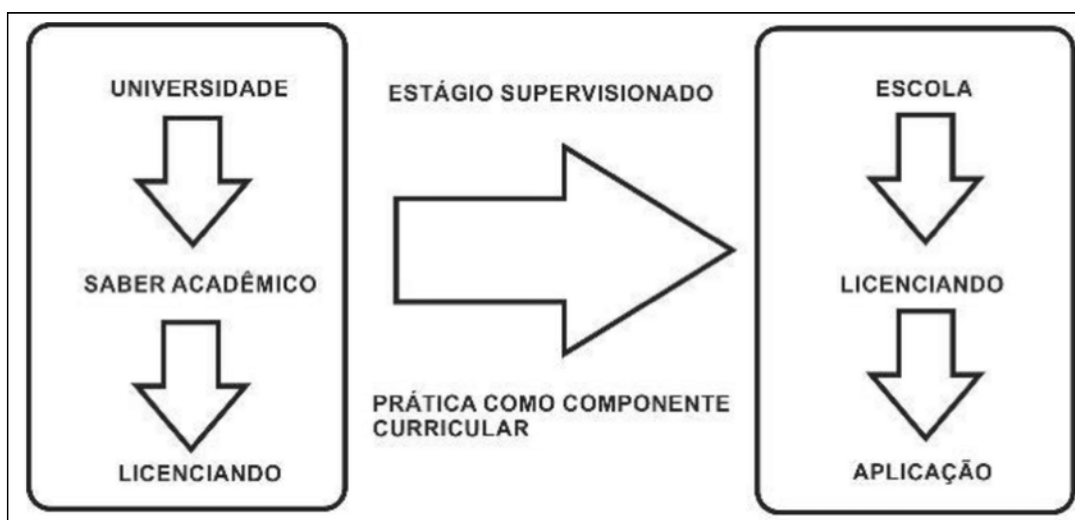 UNIVERSIDADE
SABER ACADÊMICO
LICENCIANDO
ESTÁGIO SUPERVISIONADO
PRÁTICA COMO COMPONENTE
CURRICULAR
ESCOLA
LICENCIANDO
APLICAÇÃO